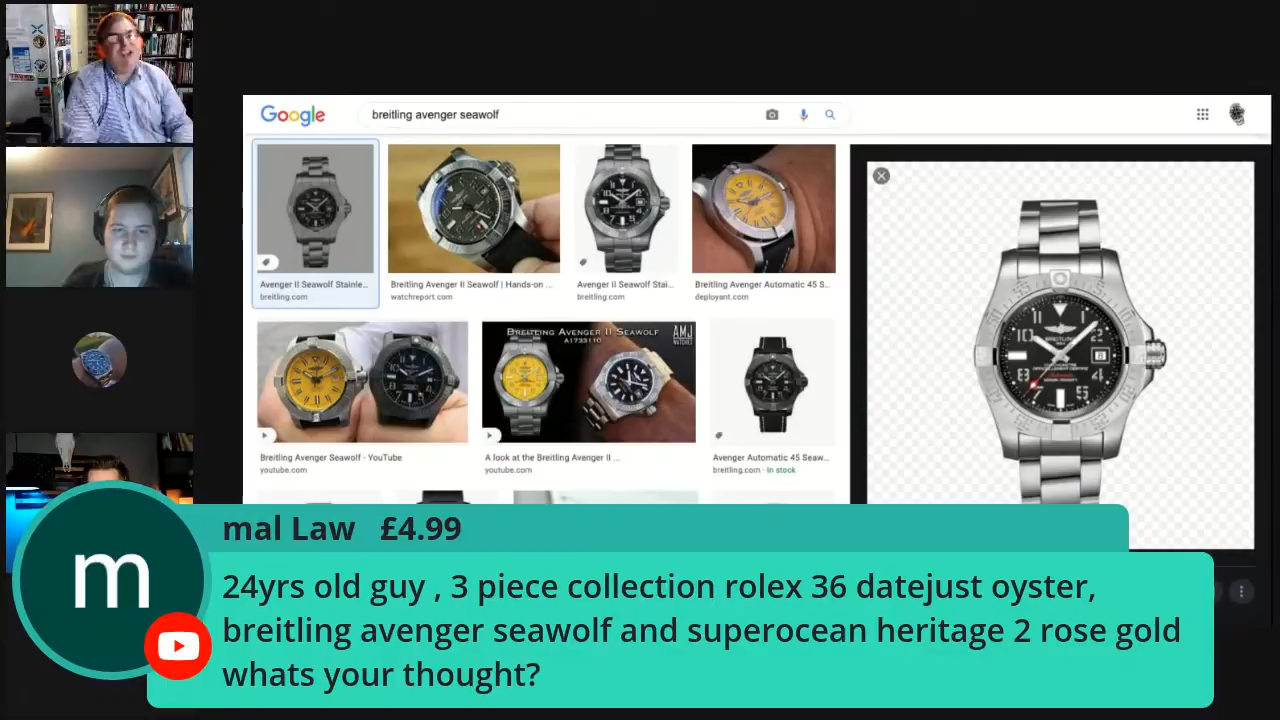 Google
breitling avenger seawolf
Avenger II Seawolf Stainle...
breitling.com
Breitling Avenger II Seawolf | Hands-on ...
watchreport.com
Avenger II Seawolf Stai...
breitling.com
Breitling Avenger Automatic 45 S...
deployant.com
BREITLING AVENGER II SEAWOLF
A1733110
AMJ
WATCHES
Breitling Avenger Seawolf - YouTube
youtube.com
A look at the Breitling Avenger II ...
youtube.com
Avenger Automatic 45 Seaw...
breitling.com · In stock
m
mal Law £4.99
24yrs old guy , 3 piece collection rolex 36 datejust oyster,
breitling avenger seawolf and superocean heritage 2 rose gold
whats your thought?